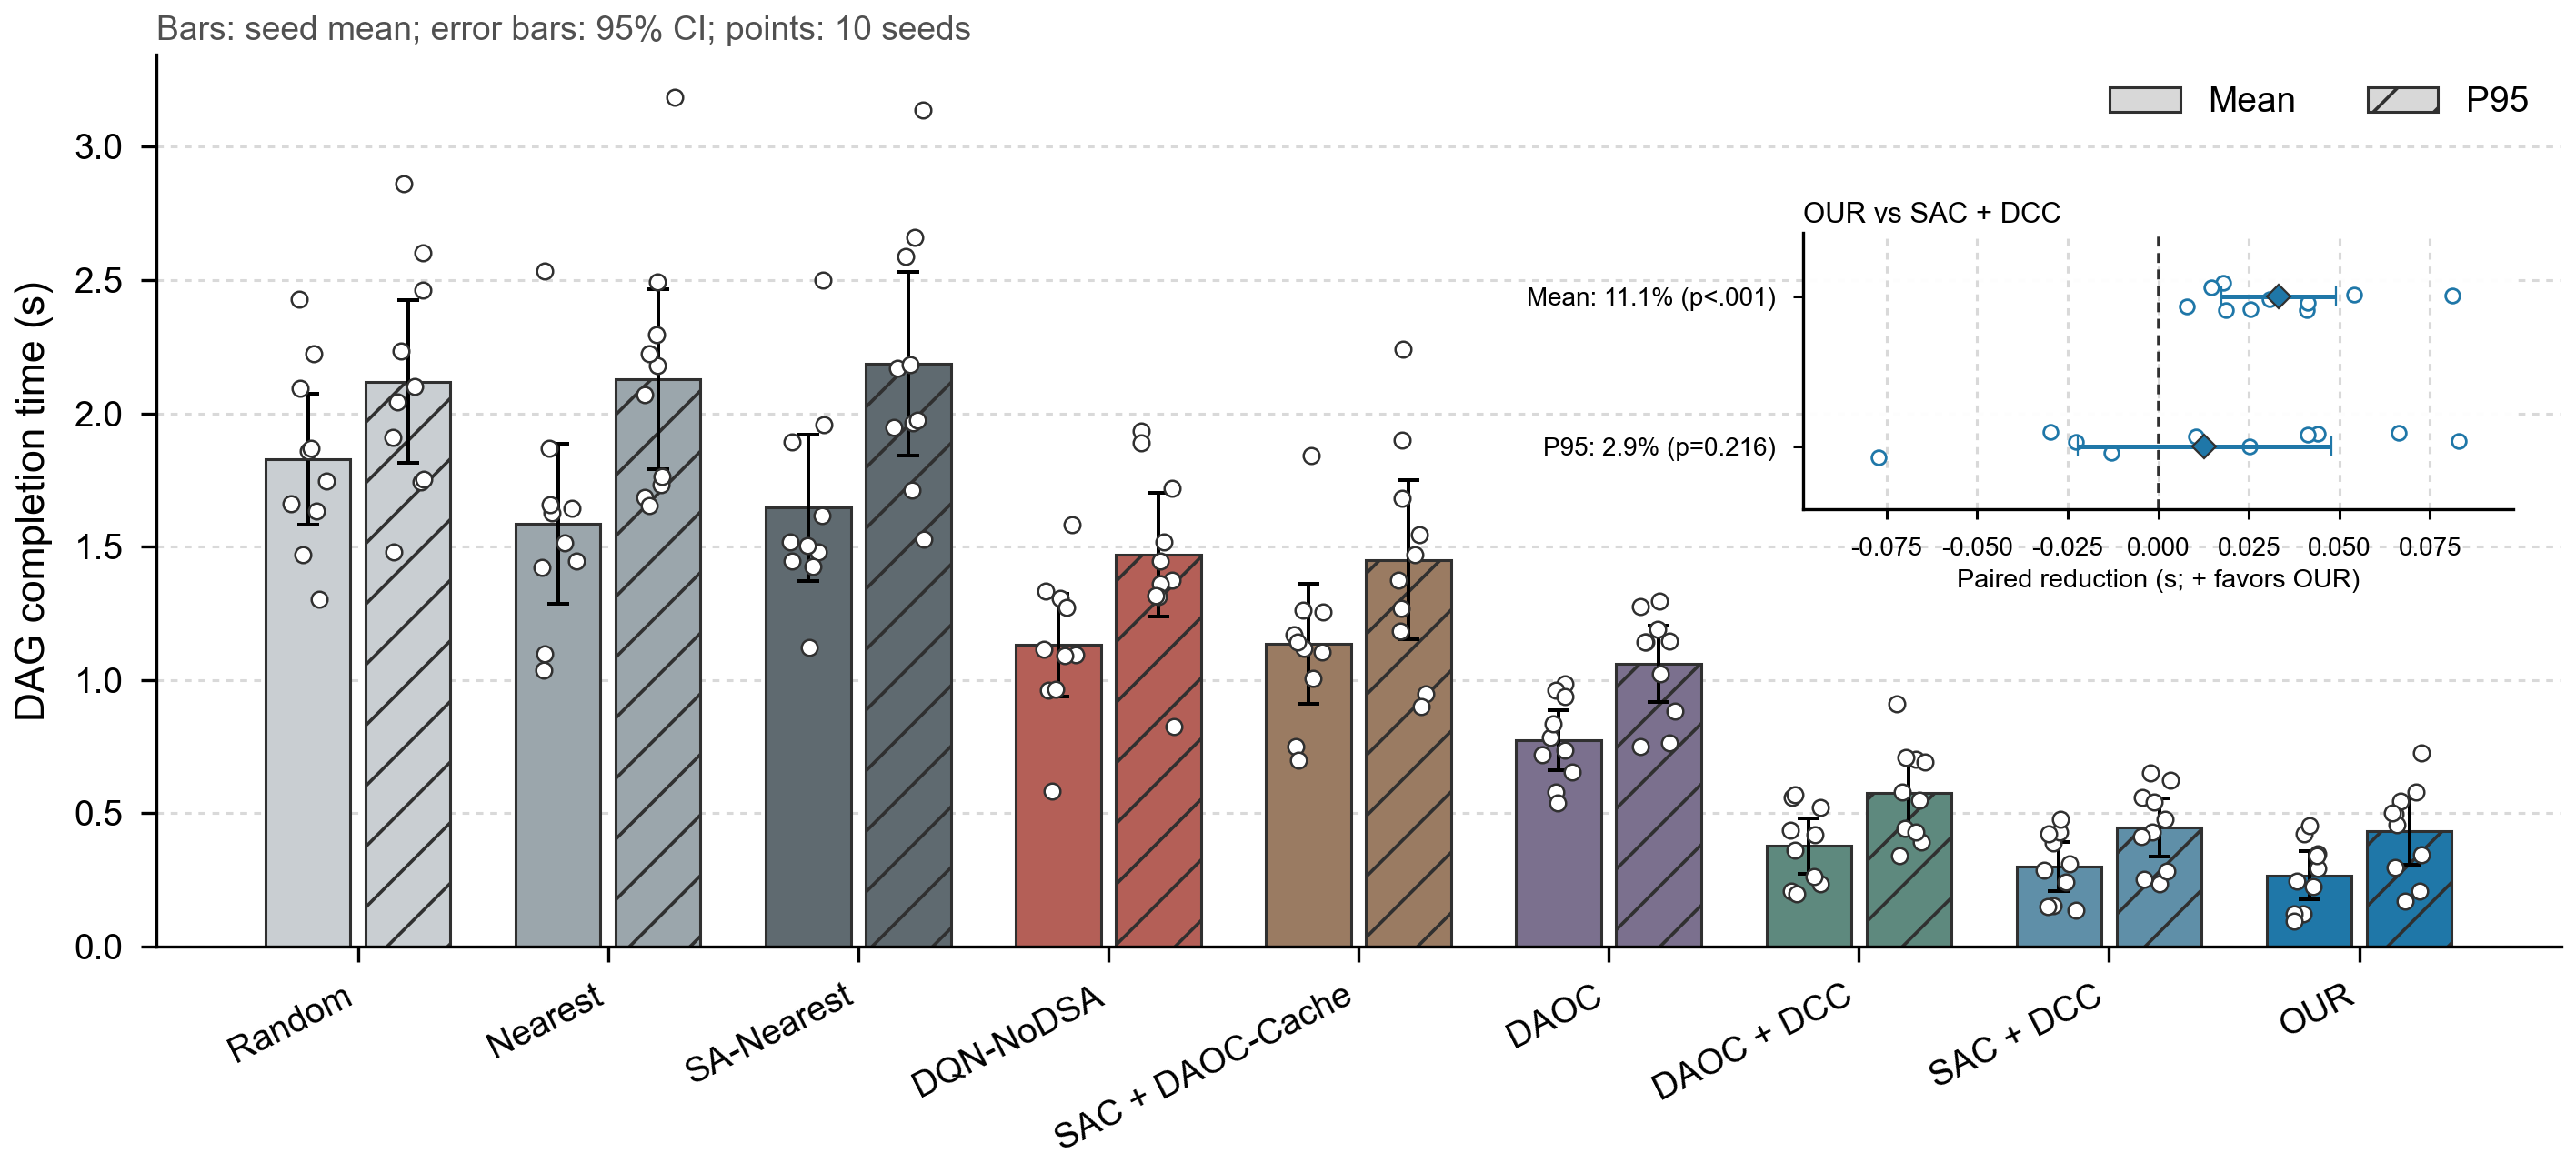 Bars: seed mean; error bars: 95% CI; points: 10 seeds
Mean
P95
DAG completion time (s)
3.0
2.5
2.0
1.5
1.0
0.5
0.0
OUR vs SAC + DCC
Mean: 11.1% (p<.001)
P95: 2.9% (p=0.216)
-0.075 -0.050 -0.025 0.000 0.025 0.050 0.075
Paired reduction (s; + favors OUR)
Random
Nearest
SA-Nearest
DQN-NoDSA
SAC + DAOC-Cache
DAOC
DAOC + DCC
SAC + DCC
OUR